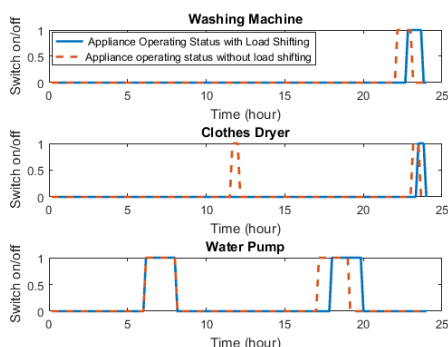 Washing Machine
1
0.5
0
Switch on/off
Appliance Operating Status with Load Shifting
Appliance operating status without load shifting
0 5 10 15 20 25
Time (hour)
Clothes Dryer
1
0.5
0
Switch on/off
0 5 10 15 20 25
Time (hour)
Water Pump
1
0.5
0
Switch on/off
0 5 10 15 20 25
Time (hour)